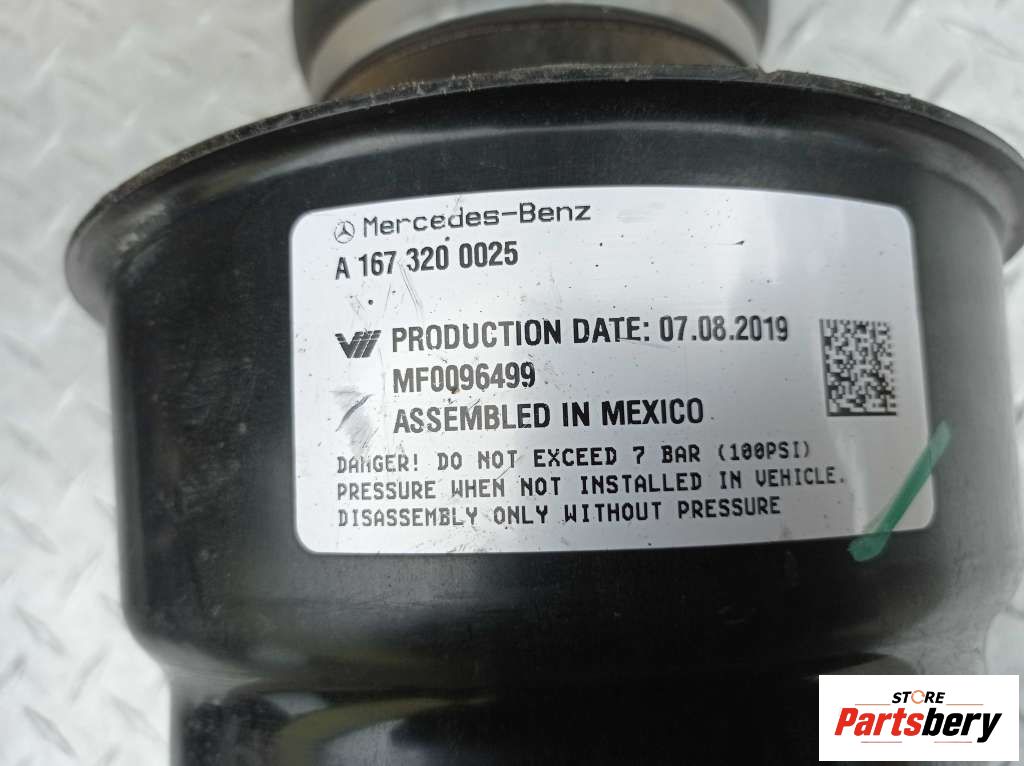 Mercedes-Benz
A 167 320 0025
Vii PRODUCTION DATE: 07.08.2019
MF0096499
ASSEMBLED IN MEXICO
DANGER! DO NOT EXCEED 7 BAR (100PSI)
PRESSURE WHEN NOT INSTALLED IN VEHICLE.
DISASSEMBLY ONLY WITHOUT PRESSURE
STORE
Partsbery